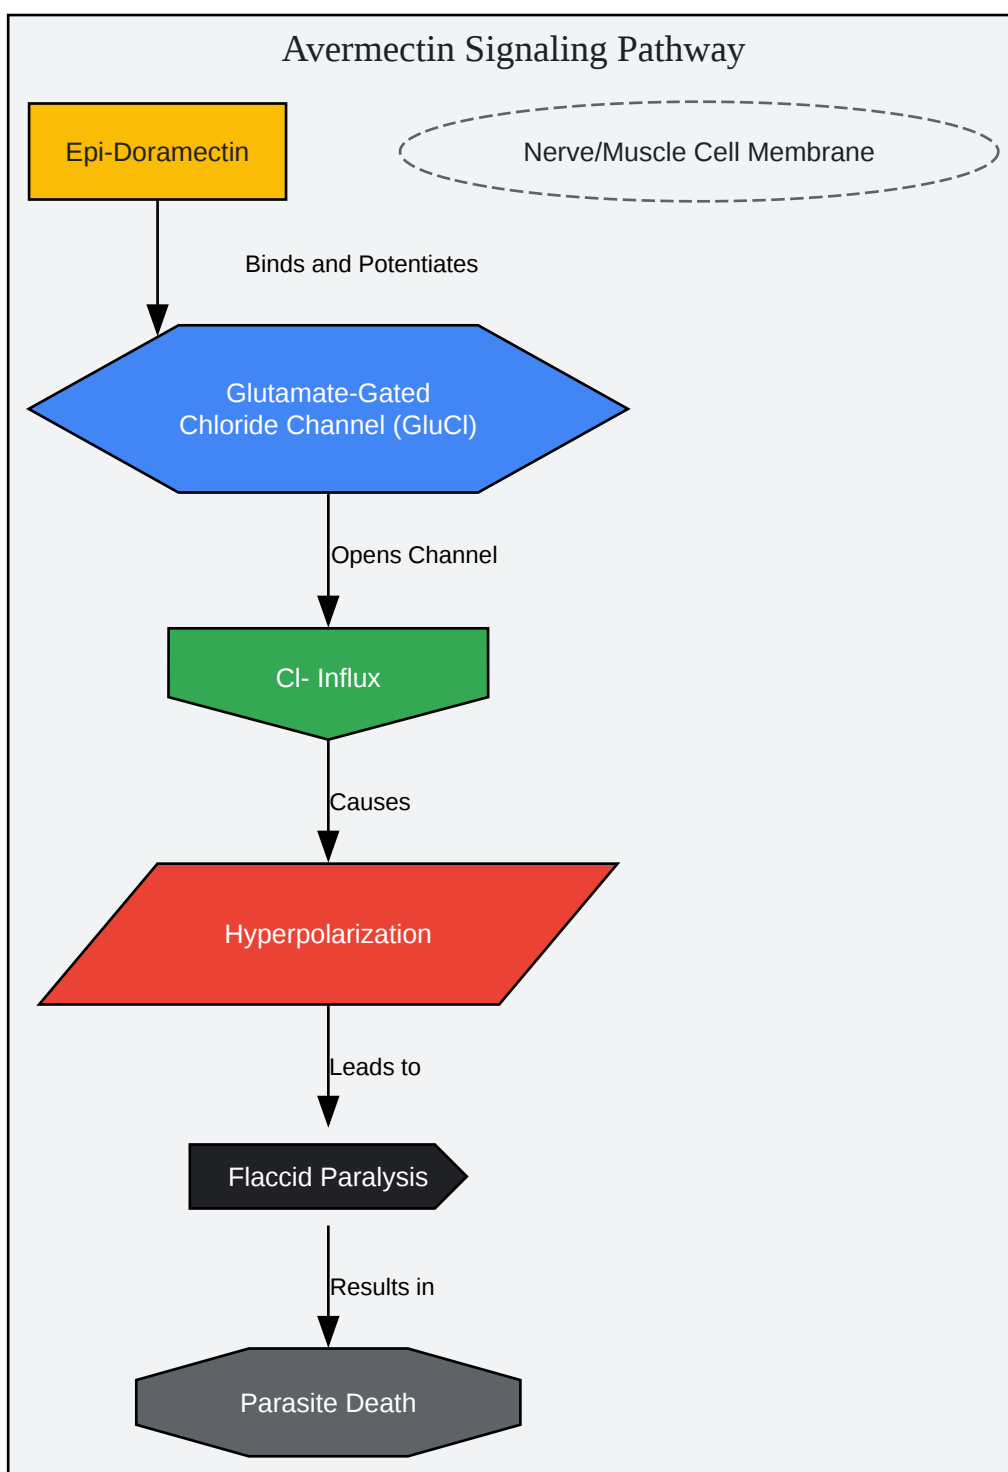 Avermectin Signaling Pathway
Epi-Doramectin
Nerve/Muscle Cell Membrane
Binds and Potentiates
Glutamate-Gated
Chloride Channel (GluCl)
Opens Channel
Cl- Influx
Causes
Hyperpolarization
Leads to
Flaccid Paralysis
Results in
Parasite Death